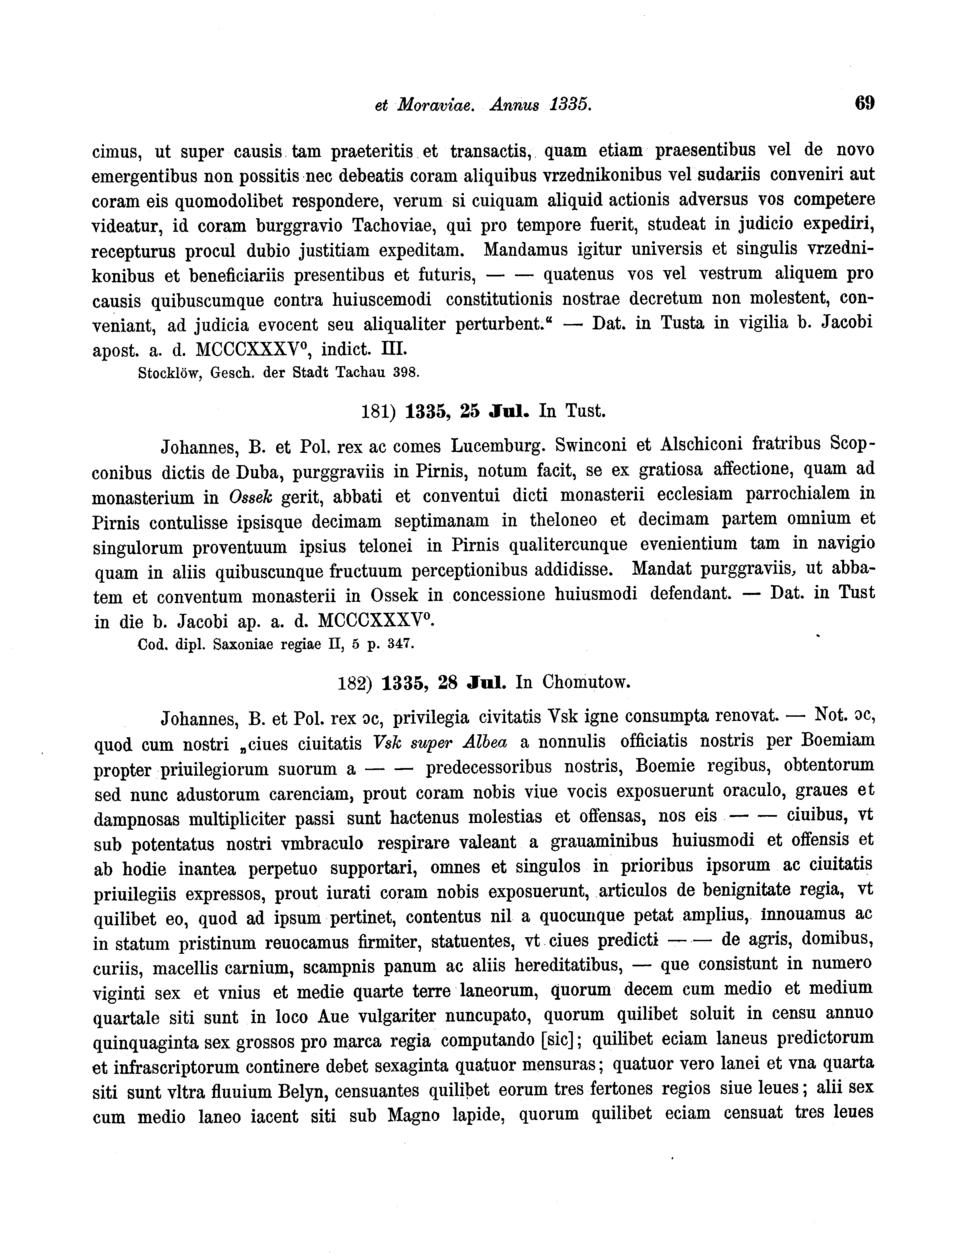 et Moraviae. Annus 1335. 69
cimus, ut super causis tam praeteritis et transactis, quam etiam praesentibus vel de novo
emergentibus non possitis nec debeatis coram aliquibus vrzednikonibus vel sudariis conveniri aut
coram eis quomodolibet respondere, verum si cuiquam aliquid actionis adversus vos competere
videatur, id coram burggravio Tachoviae, qui pro tempore fuerit, studeat in judicio expediri,
recepturus procul dubio justitiam expeditam. Mandamus igitur universis et singulis vrzedni-
konibus et beneficiariis presentibus et futuris, — — quatenus vos vel vestrum aliquem pro
causis quibuscumque contra huiuscemodi constitutionis nostrae decretum non molestent, con-
veniant, ad judicia evocent seu aliqualiter perturbent.“ — Dat. in Tusta in vigilia b. Jacobi
apost. a. d. MCCCXXXVº, indict. III.
Stocklöw, Gesch. der Stadt Tachau 398.
181) 1335, 25 Jul. In Tust.
Johannes, B. et Pol. rex ac comes Lucemburg. Swinconi et Alschiconi fratribus Scop-
conibus dictis de Duba, purggraviis in Pirnis, notum facit, se ex gratiosa affectione, quam ad
monasterium in Ossek gerit, abbati et conventui dicti monasterii ecclesiam parrochialem in
Pirnis contulisse ipsisque decimam septimanam in theloneo et decimam partem omnium et
singulorum proventuum ipsius telonei in Pirnis qualitercunque evenientium tam in navigio
quam in aliis quibuscunque fructuum perceptionibus addidisse. Mandat purggraviis, ut abba-
tem et conventum monasterii in Ossek in concessione huiusmodi defendant. — Dat. in Tust
in die b. Jacobi ap. a. d. MCCCXXXVº.
Cod. dipl. Saxoniae regiae II, 5 p. 347.
182) 1335, 28 Jul. In Chomutow.
Johannes, B. et Pol. rex ɔc, privilegia civitatis Vsk igne consumpta renovat. — Not. ɔc,
quod cum nostri „ciues ciuitatis Vsk super Albea a nonnulis officiatis nostris per Boemiam
propter priuilegiorum suorum a — — predecessoribus nostris, Boemie regibus, obtentorum
sed nunc adustorum carenciam, prout coram nobis viue vocis exposuerunt oraculo, graues et
dampnosas multipliciter passi sunt hactenus molestias et offensas, nos eis — — ciuibus, vt
sub potentatus nostri vmbraculo respirare valeant a grauaminibus huiusmodi et offensis et
ab hodie inantea perpetuo supportari, omnes et singulos in prioribus ipsorum ac ciuitatis
priuilegiis expressos, prout iurati coram nobis exposuerunt, articulos de benignitate regia, vt
quilibet eo, quod ad ipsum pertinet, contentus nil a quocunque petat amplius, innouamus ac
in statum pristinum reuocamus firmiter, statuentes, vt ciues predicti — — de agris, domibus,
curiis, macellis carnium, scampnis panum ac aliis hereditatibus, — que consistunt in numero
viginti sex et vnius et medie quarte terre laneorum, quorum decem cum medio et medium
quartale siti sunt in loco Aue vulgariter nuncupato, quorum quilibet soluit in censu annuo
quinquaginta sex grossos pro marca regia computando [sic]; quilibet eciam laneus predictorum
et infrascriptorum continere debet sexaginta quatuor mensuras; quatuor vero lanei et vna quarta
siti sunt vltra fluuium Belyn, censuantes quilibet eorum tres fertones regios siue leues; alii sex
cum medio laneo iacent siti sub Magno lapide, quorum quilibet eciam censuat tres leues